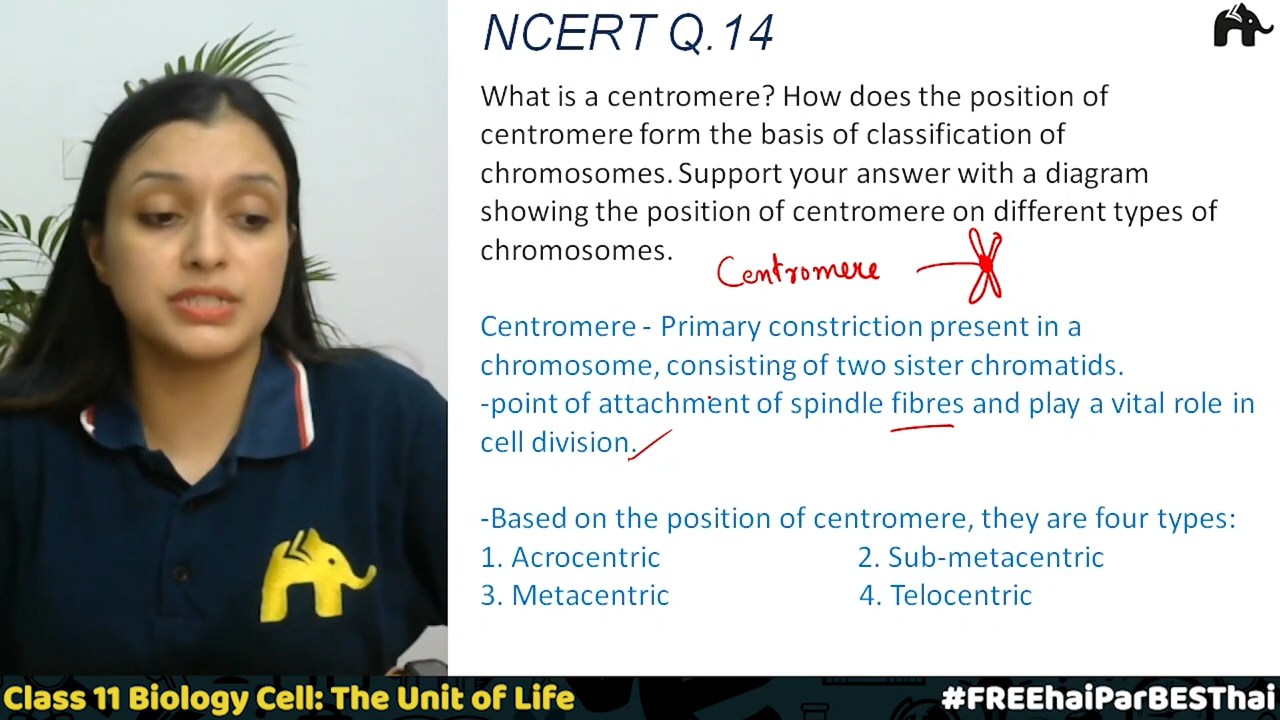 NCERT Q.14
What is a centromere? How does the position of
centromere form the basis of classification of
chromosomes. Support your answer with a diagram
showing the position of centromere on different types of
chromosomes.
Centromere
Centromere - Primary constriction present in a
chromosome, consisting of two sister chromatids.
-point of attachment of spindle fibres and play a vital role in
cell division.
-Based on the position of centromere, they are four types:
1. Acrocentric 2. Sub-metacentric
3. Metacentric 4. Telocentric
Class 11 Biology Cell: The Unit of Life #FREEhaiParBESThai